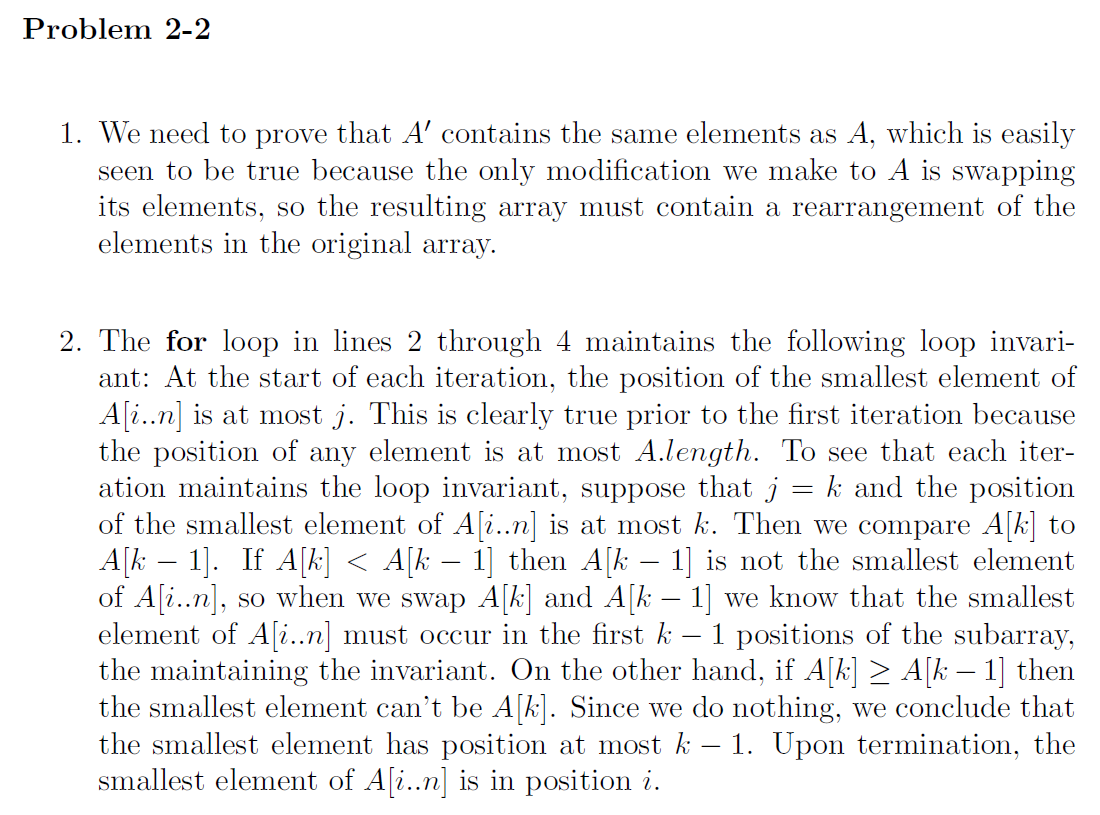 Problem 2-2
1. We need to prove that A′ contains the same elements as A, which is easily
seen to be true because the only modification we make to A is swapping
its elements, so the resulting array must contain a rearrangement of the
elements in the original array.
2. The for loop in lines 2 through 4 maintains the following loop invari-
ant: At the start of each iteration, the position of the smallest element of
A[i..n] is at most j. This is clearly true prior to the first iteration because
the position of any element is at most A.length. To see that each iter-
ation maintains the loop invariant, suppose that j = k and the position
of the smallest element of A[i..n] is at most k. Then we compare A[k] to
A[k − 1]. If A[k] < A[k − 1] then A[k − 1] is not the smallest element
of A[i..n], so when we swap A[k] and A[k − 1] we know that the smallest
element of A[i..n] must occur in the first k − 1 positions of the subarray,
the maintaining the invariant. On the other hand, if A[k] ≥ A[k − 1] then
the smallest element can't be A[k]. Since we do nothing, we conclude that
the smallest element has position at most k − 1. Upon termination, the
smallest element of A[i..n] is in position i.